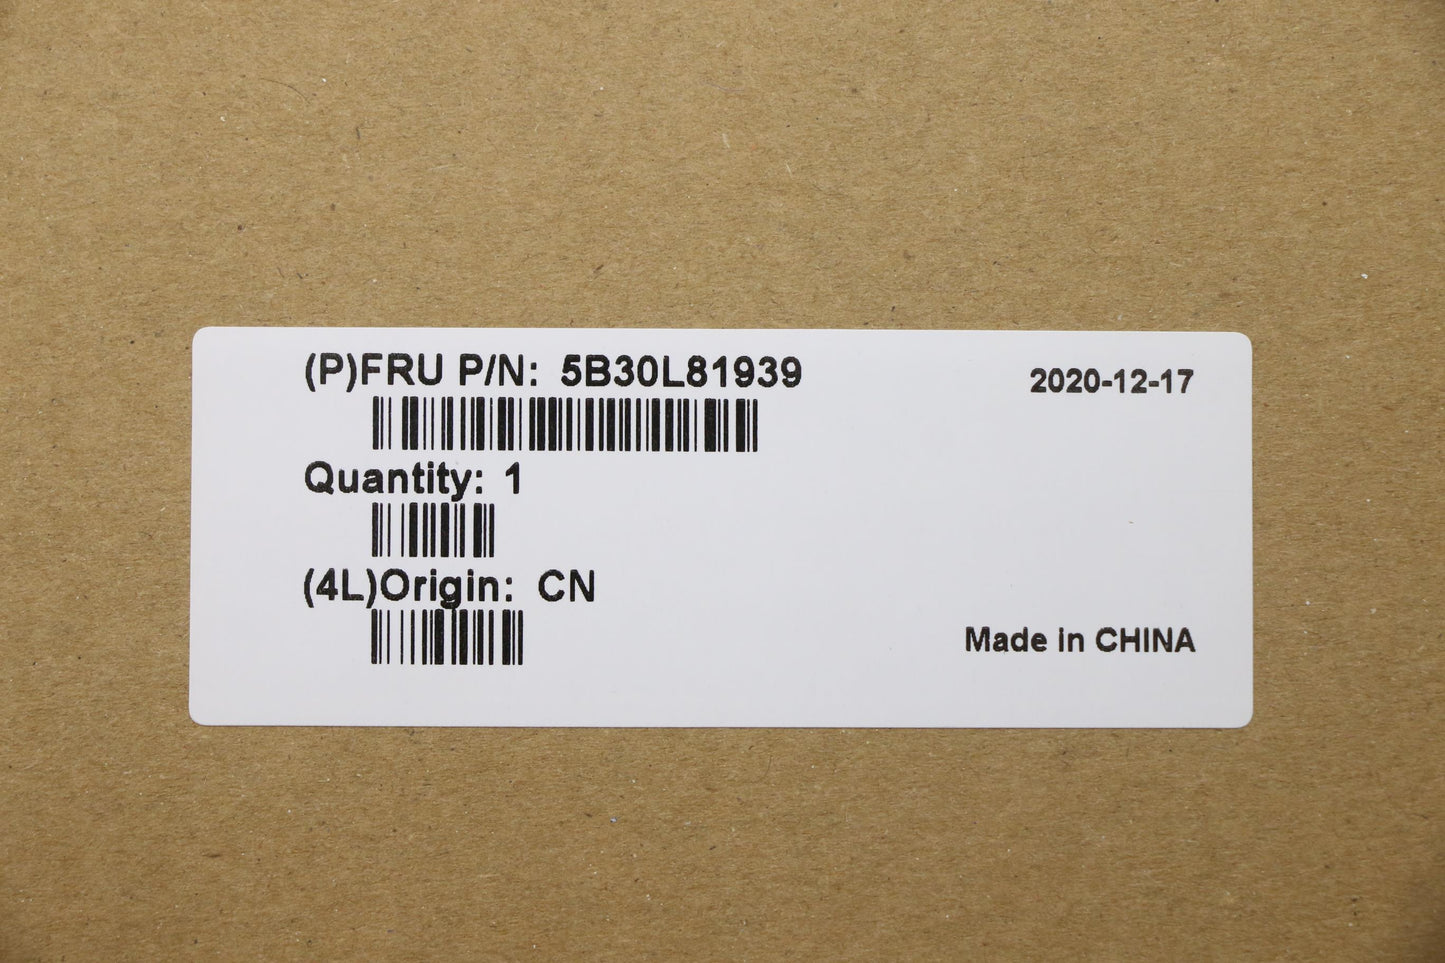 (P)FRU P/N: 5B30L81939
2020-12-17
Quantity: 1
(4L)Origin: CN
Made in CHINA